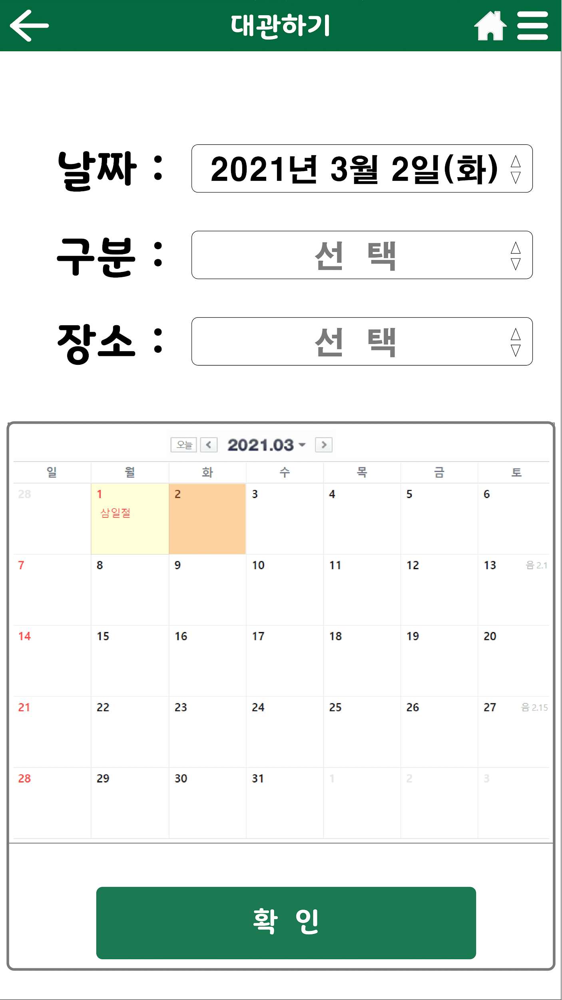 대관하기
날짜 : 2021년 3월 2일(화)
구분 : 선 택
장소 : 선 택
오늘 2021.03
일 월 화 수 목 금 토
28 1 2 3 4 5 6
삼일절
7 8 9 10 11 12 13 음 2.1
14 15 16 17 18 19 20
21 22 23 24 25 26 27 음 2.15
28 29 30 31 1 2 3
확 인